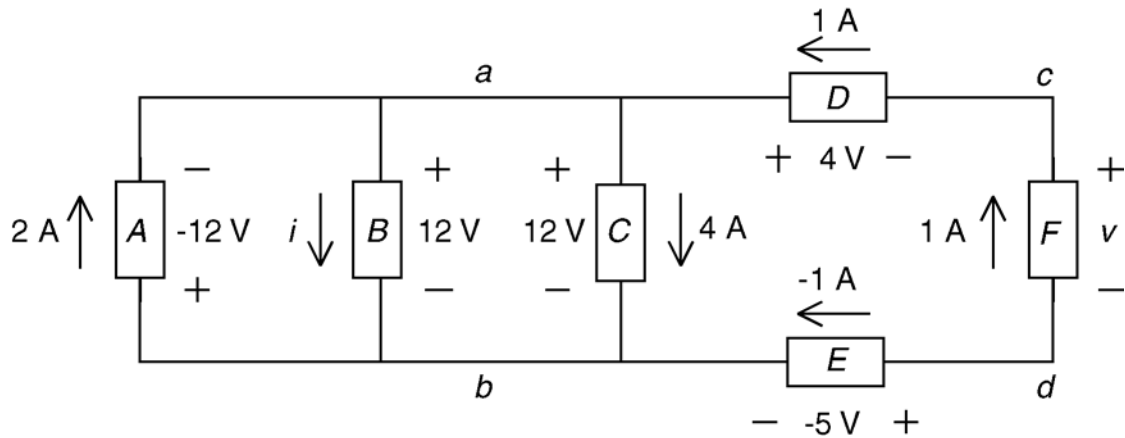 1 A
a
c
D
+ 4 V −
2 A A − -12 V +
i B + 12 V −
+ 12 V − C 4 A
1 A F + v −
-1 A
E
b
d
− -5 V +